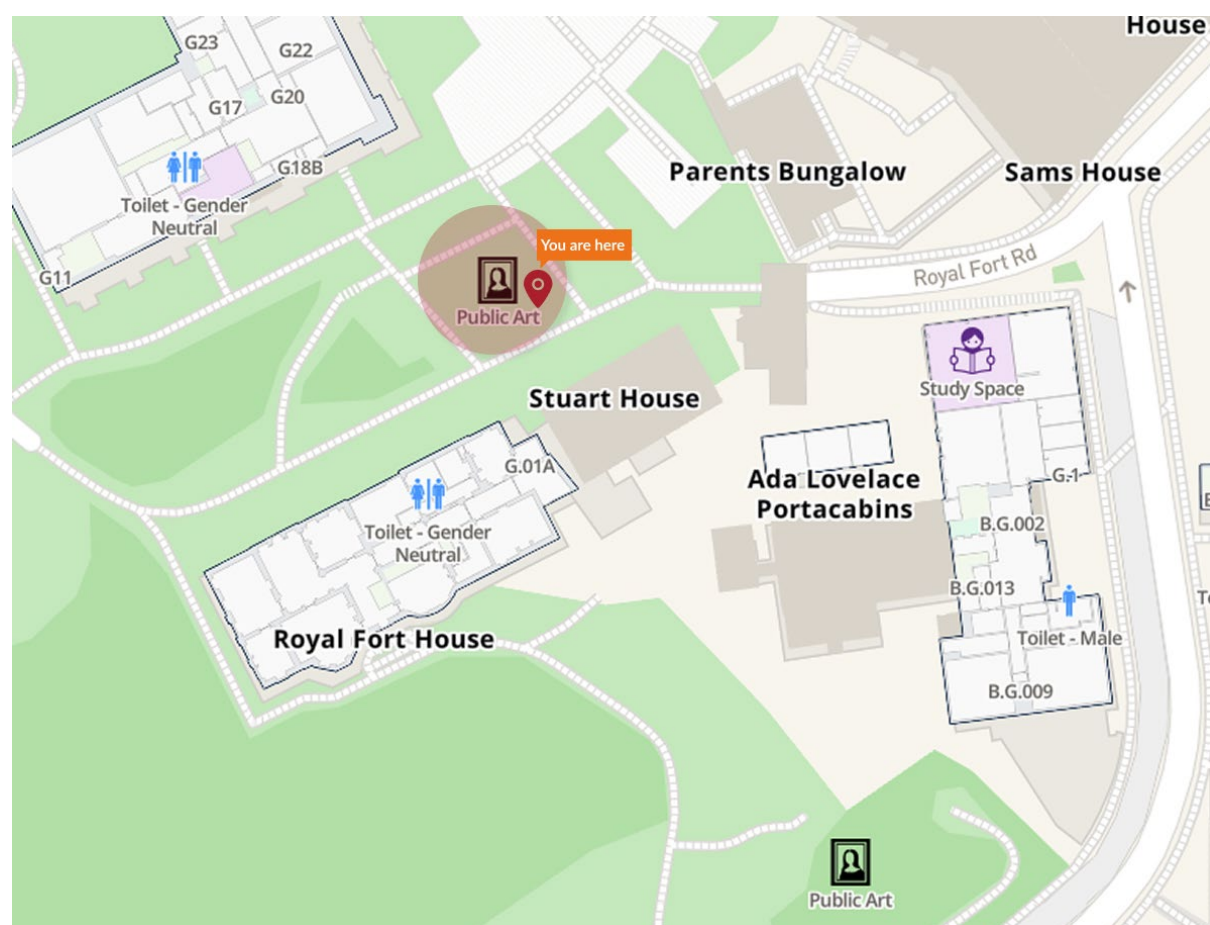 House
G23
G22
G20
G17
G.18B
Toilet - Gender
Neutral
G11
Parents Bungalow
Sams House
You are here
Public Art
Royal Fort Rd
Study Space
Stuart House
G.01A
Toilet - Gender
Neutral
Ada Lovelace
Portacabins
G-1
B.G.002
B.G.013
Toilet - Male
Royal Fort House
B.G.009
Public Art